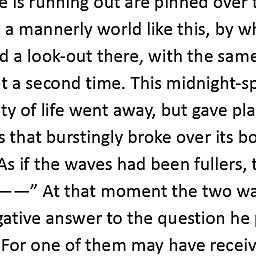 is running out are pinned over
a mannerly world like this, by
d a look-out there, with the same
t a second time. This midnight-sp
ty of life went away, but gave pla
s that burstingly broke over its bo
As if the waves had been fullers,
——” At that moment the two wa
gative answer to the question he
For one of them may have receiv